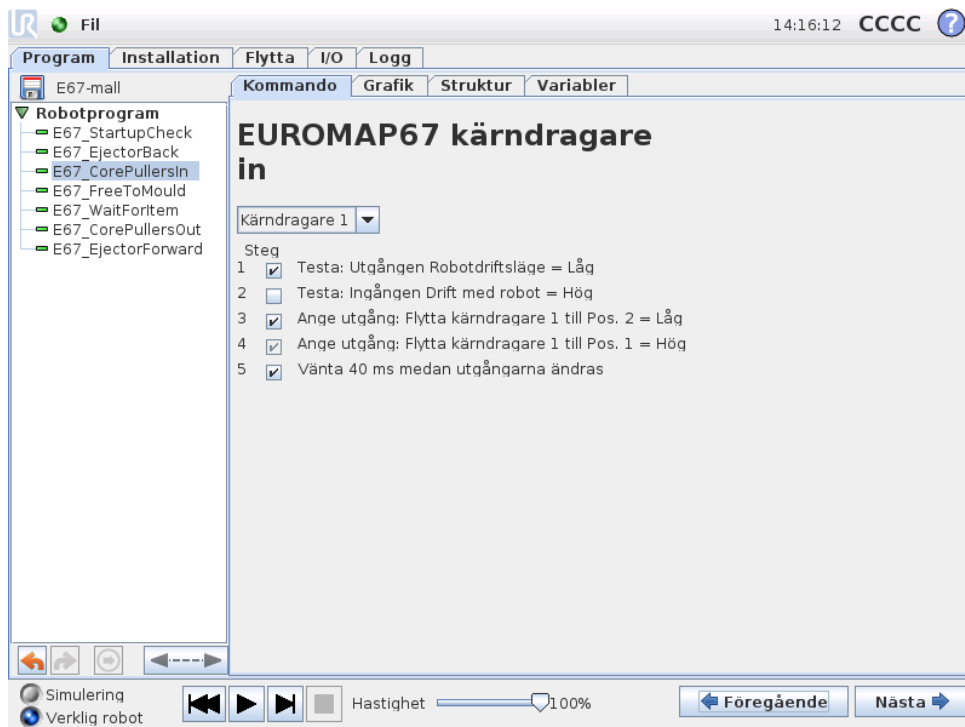 UR Fil 14:16:12 CCCC ?
Program Installation Flytta I/O Logg
E67-mall
Kommando Grafik Struktur Variabler
Robotprogram
E67_StartupCheck
E67_EjectorBack
E67_CorePullersIn
E67_FreeToMould
E67_WaitForItem
E67_CorePullersOut
E67_EjectorForward
EUROMAP67 kärndragare
in
Kärndragare 1
Steg
1 Testa: Utgången Robotdriftsläge = Låg
2 Testa: Ingången Drift med robot = Hög
3 Ange utgång: Flytta kärndragare 1 till Pos. 2 = Låg
4 Ange utgång: Flytta kärndragare 1 till Pos. 1 = Hög
5 Vänta 40 ms medan utgångarna ändras
Simulering
Verklig robot
Hastighet 100%
Föregående
Nästa